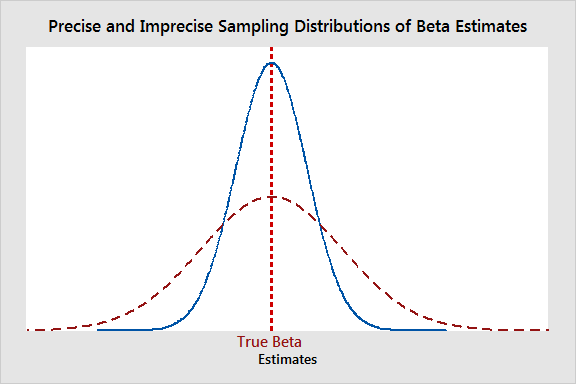 Precise and Imprecise Sampling Distributions of Beta Estimates
True Beta
Estimates